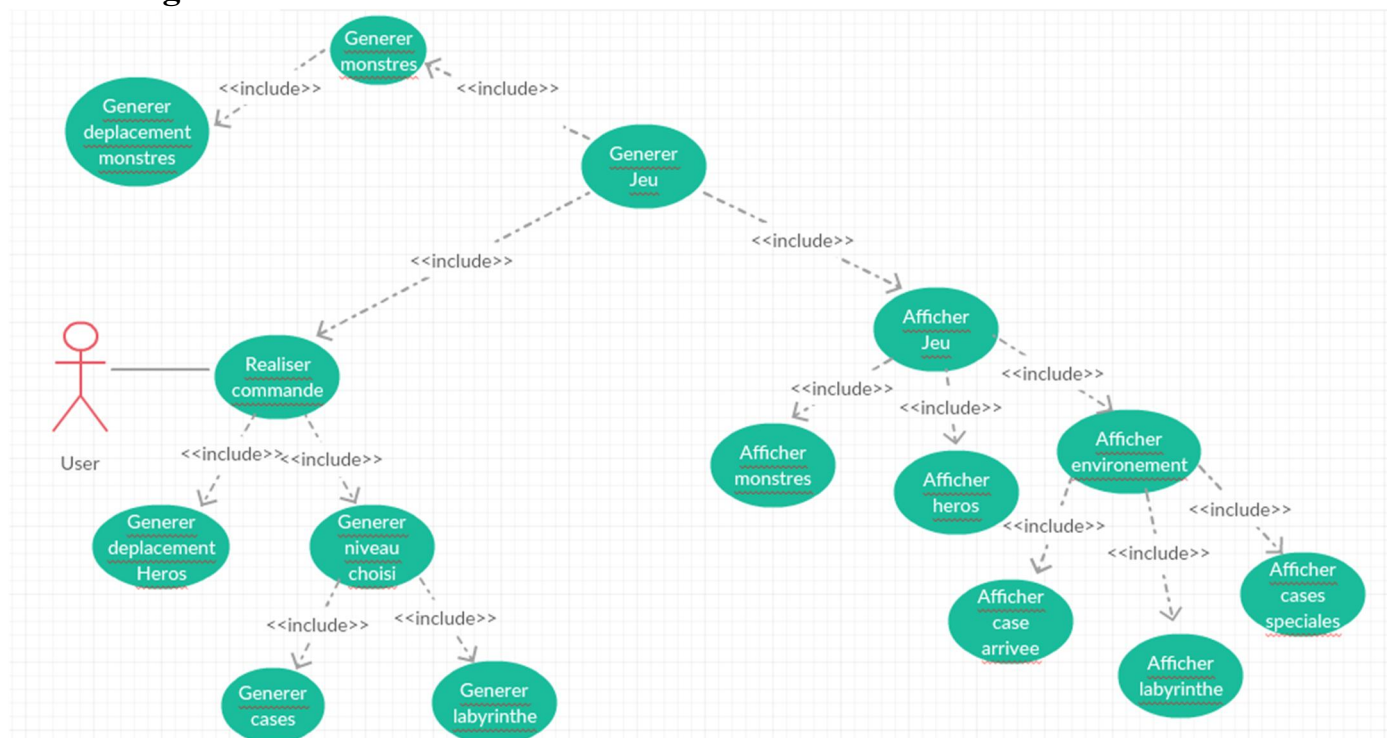 Generer
monstres
<<include>>
<<include>>
Generer
deplacement
monstres
Generer
Jeu
<<include>>
<<include>>
Afficher
Jeu
Realiser
commande
User
<<include>>
<<include>>
<<include>>
<<include>>
<<include>>
Afficher
monstres
Afficher
heros
Afficher
environement
Generer
deplacement
Heros
Generer
niveau
choisi
<<include>>
<<include>>
<<include>>
<<include>>
<<include>>
Afficher
case
arrivee
Afficher
labyrinthe
Afficher
cases
speciales
Generer
cases
Generer
labyrinthe